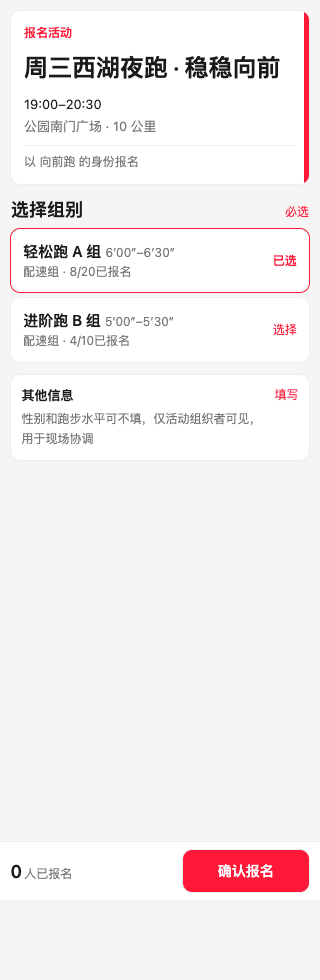 报名活动
周三西湖夜跑 · 稳稳向前
19:00–20:30
公园南门广场 · 10 公里
以 向前跑 的身份报名
选择组别 必选
轻松跑 A 组 6′00″–6′30″
配速组 · 8/20已报名 已选
进阶跑 B 组 5′00″–5′30″
配速组 · 4/10已报名 选择
其他信息 填写
性别和跑步水平可不填，仅活动组织者可见，
用于现场协调
0 人已报名 确认报名